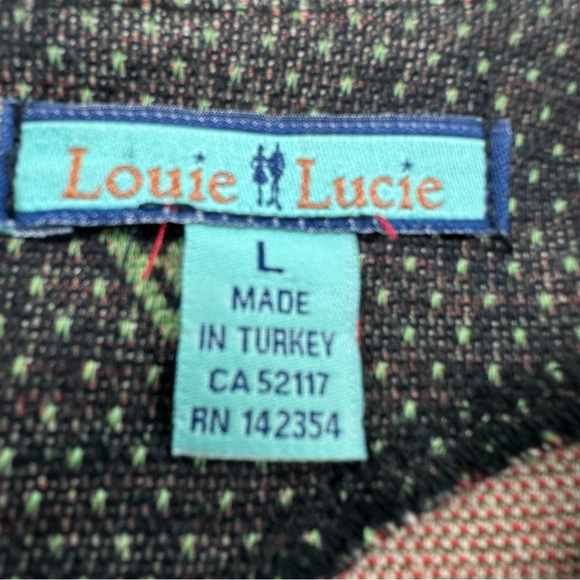 Louie Lucie
L
MADE
IN TURKEY
CA 52117
RN 142354